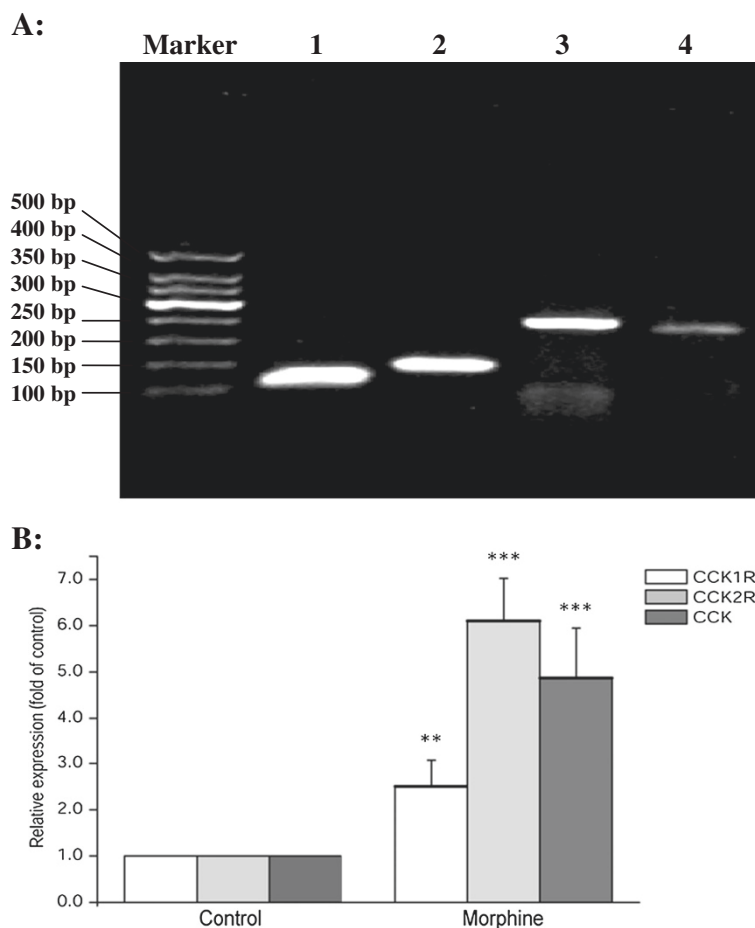 A:
Marker 1 2 3 4
500 bp
400 bp
350 bp
300 bp
250 bp
200 bp
150 bp
100 bp
B:
Relative expression (fold of control)
7.0
6.0
5.0
4.0
3.0
2.0
1.0
0.0
**
***
***
CCK1R
CCK2R
CCK
Control Morphine